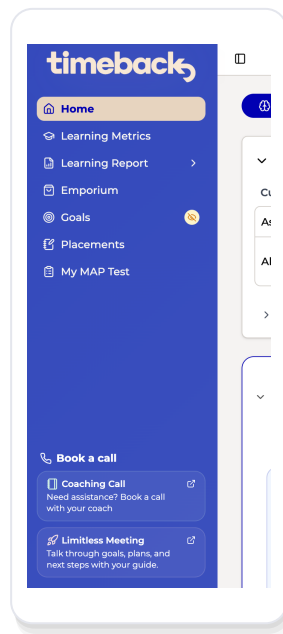 timeback
Home
Learning Metrics
Learning Report
Emporium
Goals
Placements
My MAP Test
Book a call
Coaching Call
Need assistance? Book a call
with your coach
Limitless Meeting
Talk through goals, plans, and
next steps with your guide.